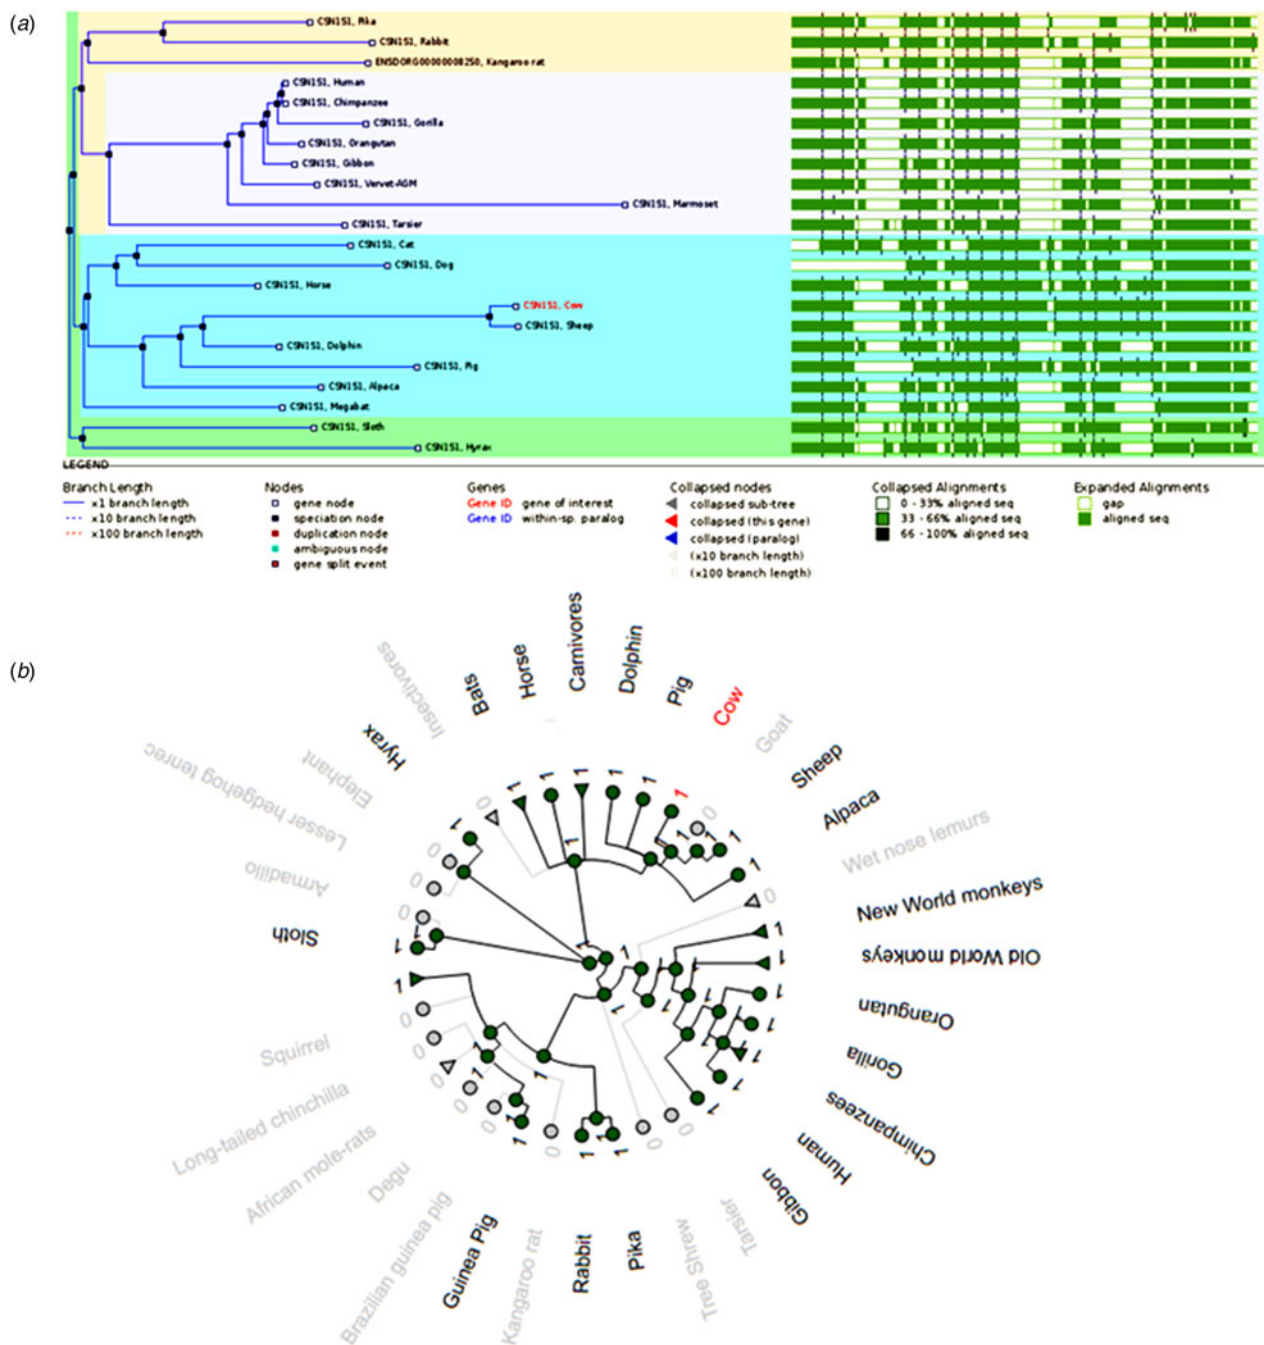 (a)
CSN1S1, Pika
CSN1S1, Rabbit
ENSDORG00000008250, Kangaroo rat
CSN1S1, Human
CSN1S1, Chimpanzee
CSN1S1, Gorilla
CSN1S1, Orangutan
CSN1S1, Gibbon
CSN1S1, Vervet-AGM
CSN1S1, Marmoset
CSN1S1, Tarsier
CSN1S1, Cat
CSN1S1, Dog
CSN1S1, Horse
CSN1S1, Cow
CSN1S1, Sheep
CSN1S1, Dolphin
CSN1S1, Pig
CSN1S1, Alpaca
CSN1S1, Megabat
CSN1S1, Sloth
CSN1S1, Hyrax
LEGEND
Branch Length
x1 branch length
x10 branch length
x100 branch length
Nodes
gene node
speciation node
duplication node
ambiguous node
gene split event
Genes
Gene ID gene of interest
Gene ID within-sp. paralog
Collapsed nodes
collapsed sub-tree
collapsed (this gene)
collapsed (paralog)
(x10 branch length)
(x100 branch length)
Collapsed Alignments
0 - 33% aligned seq
33 - 66% aligned seq
66 - 100% aligned seq
Expanded Alignments
gap
aligned seq
(b)
Insectivores
Bats
Horse
Carnivores
Dolphin
Pig
Cow
Goat
Sheep
Alpaca
Wet nose lemurs
New World monkeys
Old World monkeys
Orangutan
Gorilla
Chimpanzees
Human
Gibbon
Tarsier
Tree Shrew
Pika
Rabbit
Kangaroo rat
Guinea Pig
Brazilian guinea pig
Degu
African mole-rats
Long-tailed chinchilla
Squirrel
Sloth
Armadillo
Lesser hedgehog tenrec
Elephant
Hyrax